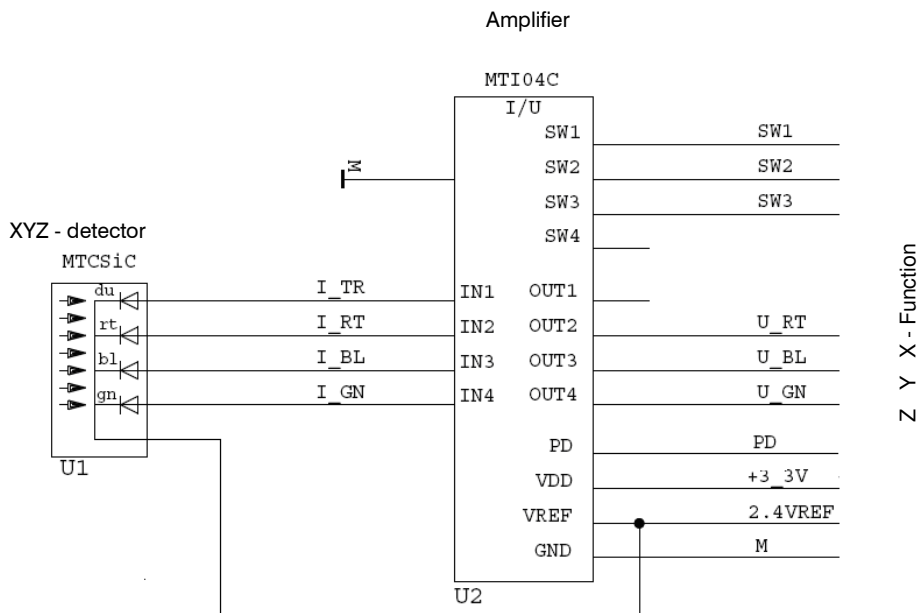 Amplifier
MTI04C
I/U
SW1 SW1
M
SW2 SW2
SW3 SW3
XYZ - detector
SW4
MTCSiC
du I_TR IN1 OUT1
rt I_RT IN2 OUT2 U_RT
bl I_BL IN3 OUT3 U_BL
gn I_GN IN4 OUT4 U_GN
Z Y X - Function
PD PD
U1
VDD +3_3V
VREF 2.4VREF
GND M
U2